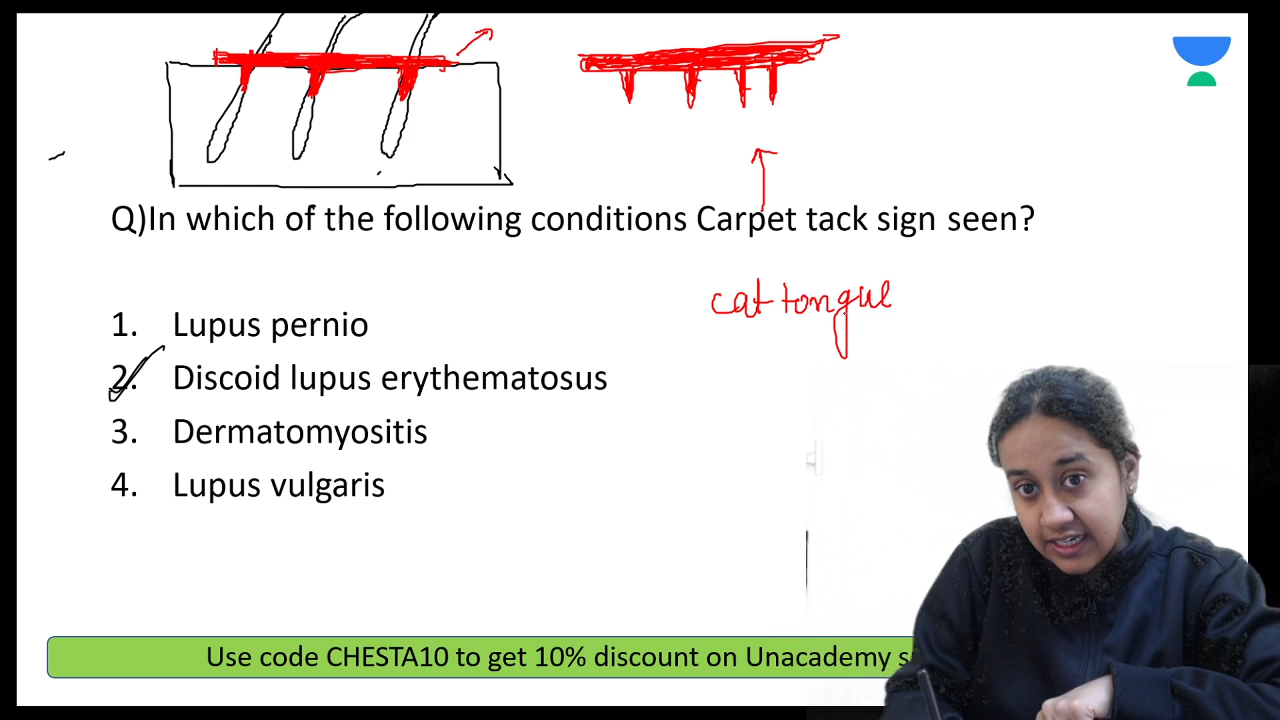 Q)In which of the following conditions Carpet tack sign seen?
cat tongue
1. Lupus pernio
2. Discoid lupus erythematosus
3. Dermatomyositis
4. Lupus vulgaris
Use code CHESTA10 to get 10% discount on Unacademy